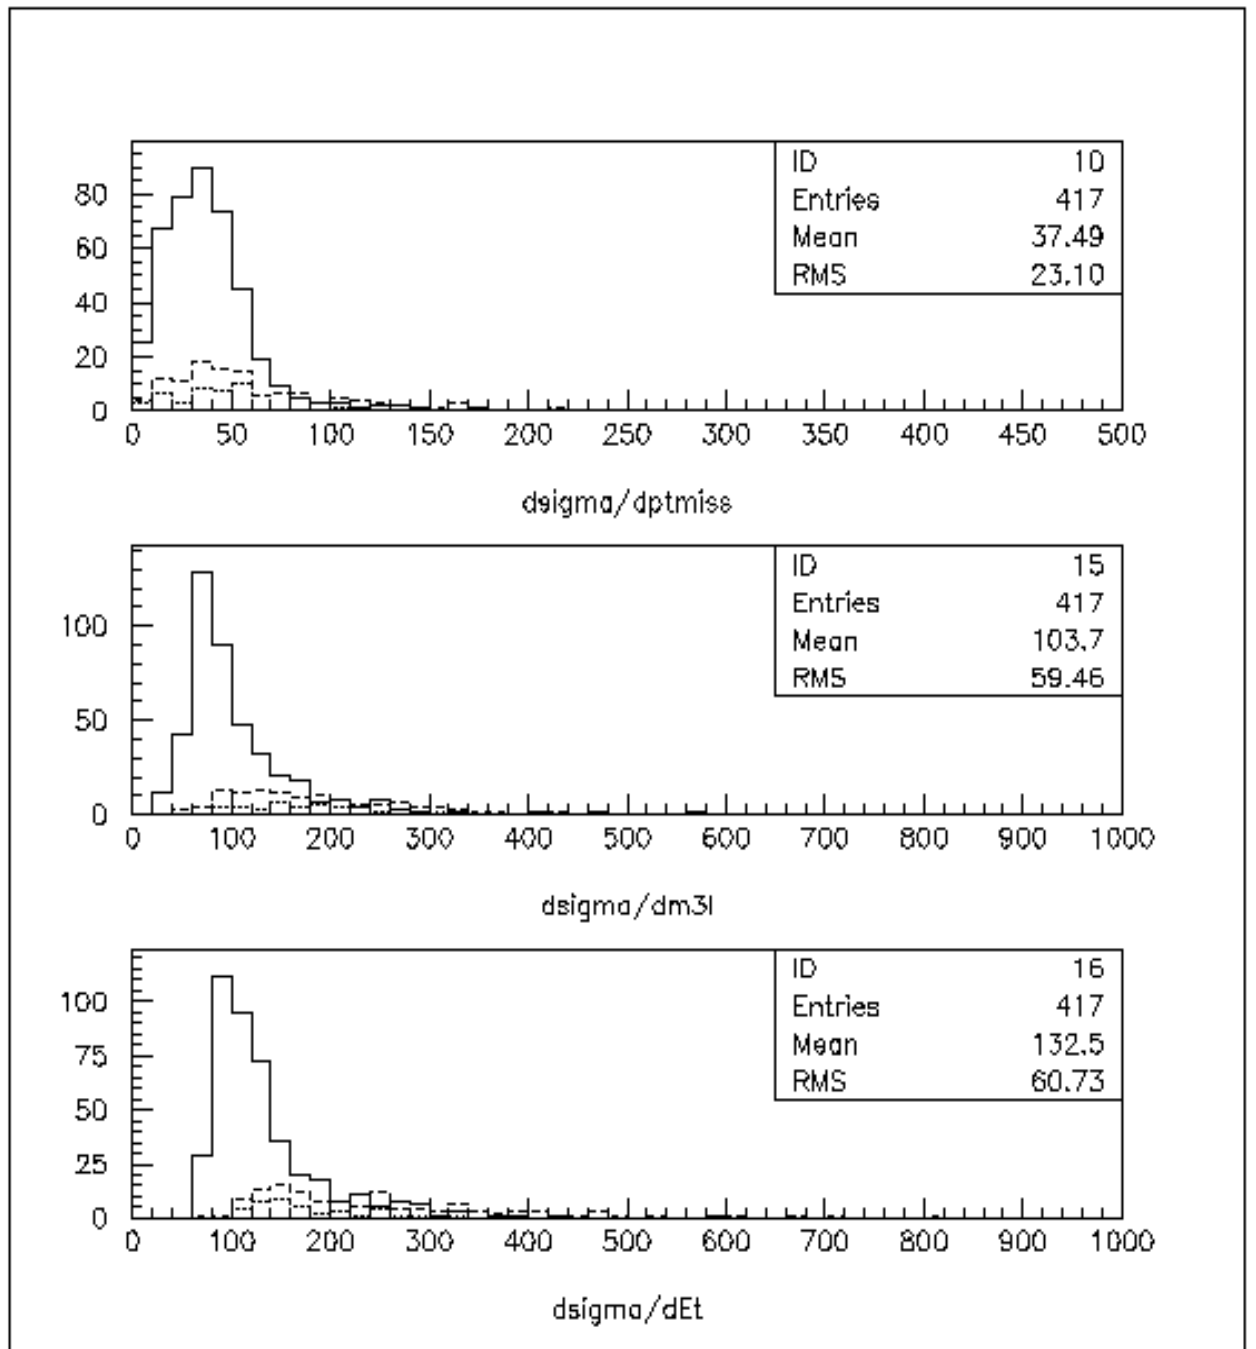 ID 10
Entries 417
Mean 37.49
RMS 23.10
80
60
40
20
0
0 50 100 150 200 250 300 350 400 450 500
dsigma/dptmiss
ID 15
Entries 417
Mean 103.7
RMS 59.46
100
50
0
0 100 200 300 400 500 600 700 800 900 1000
dsigma/dm3l
ID 16
Entries 417
Mean 132.5
RMS 60.73
100
75
50
25
0
0 100 200 300 400 500 600 700 800 900 1000
dsigma/dEt